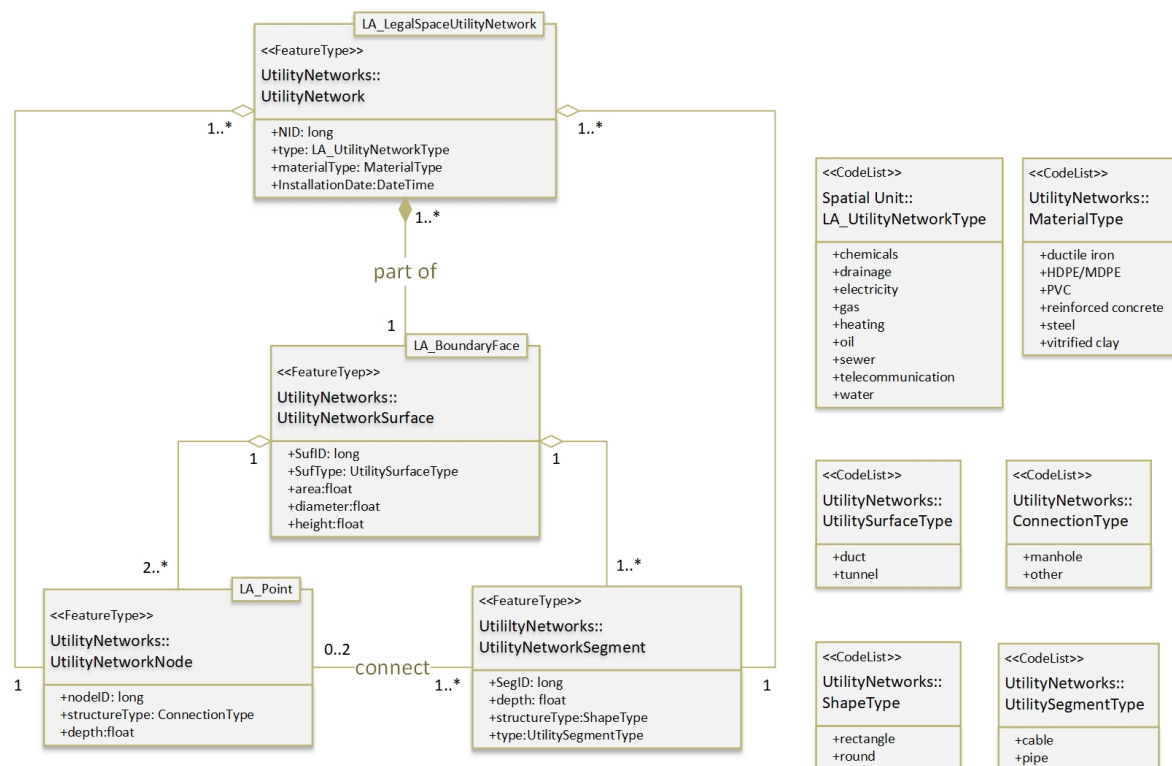 LA_LegalSpaceUtilityNetwork
<<FeatureType>>
UtilityNetworks::
UtilityNetwork
+NID: long
+type: LA_UtilityNetworkType
+materialType: MaterialType
+InstallationDate:DateTime
1..*
1..*
1..*
part of
1
LA_BoundaryFace
<<FeatureTyep>>
UtilityNetworks::
UtilityNetworkSurface
+SufID: long
+SufType: UtilitySurfaceType
+area:float
+diameter:float
+height:float
1
1
2..*
1..*
LA_Point
<<FeatureType>>
UtilityNetworks::
UtilityNetworkNode
+nodeID: long
+structureType: ConnectionType
+depth:float
1
0..2
connect
1..*
<<FeatureType>>
UtililtyNetworks::
UtilityNetworkSegment
+SegID: long
+depth: float
+structureType:ShapeType
+type:UtilitySegmentType
1
<<CodeList>>
Spatial Unit::
LA_UtilityNetworkType
+chemicals
+drainage
+electricity
+gas
+heating
+oil
+sewer
+telecommunication
+water
<<CodeList>>
UtilityNetworks::
MaterialType
+ductile iron
+HDPE/MDPE
+PVC
+reinforced concrete
+steel
+vitrified clay
<<CodeList>>
UtilityNetworks::
UtilitySurfaceType
+duct
+tunnel
<<CodeList>>
UtilityNetworks::
ConnectionType
+manhole
+other
<<CodeList>>
UtilityNetworks::
ShapeType
+rectangle
+round
<<CodeList>>
UtilityNetworks::
UtilitySegmentType
+cable
+pipe